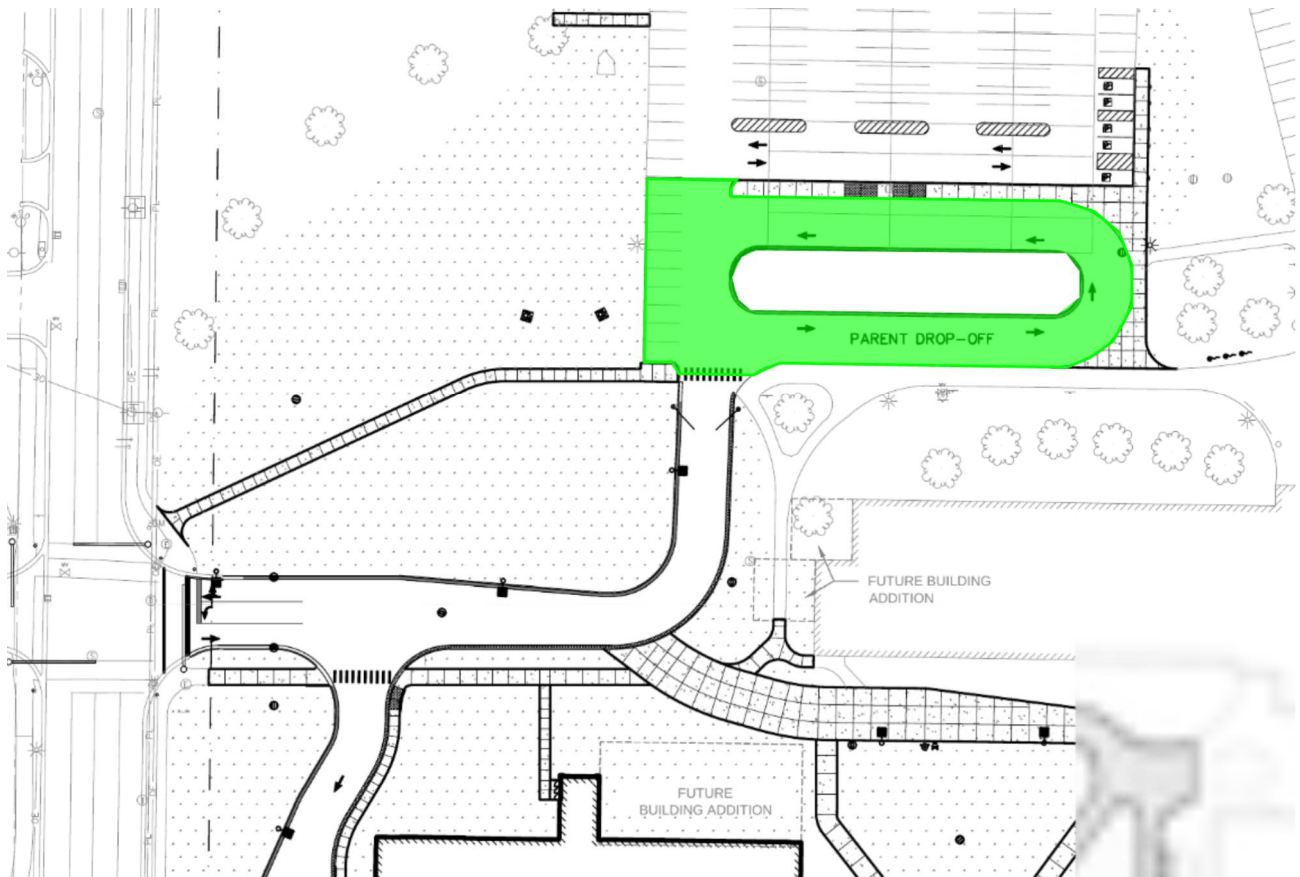 PARENT DROP-OFF
FUTURE BUILDING
ADDITION
FUTURE
BUILDING ADDITION